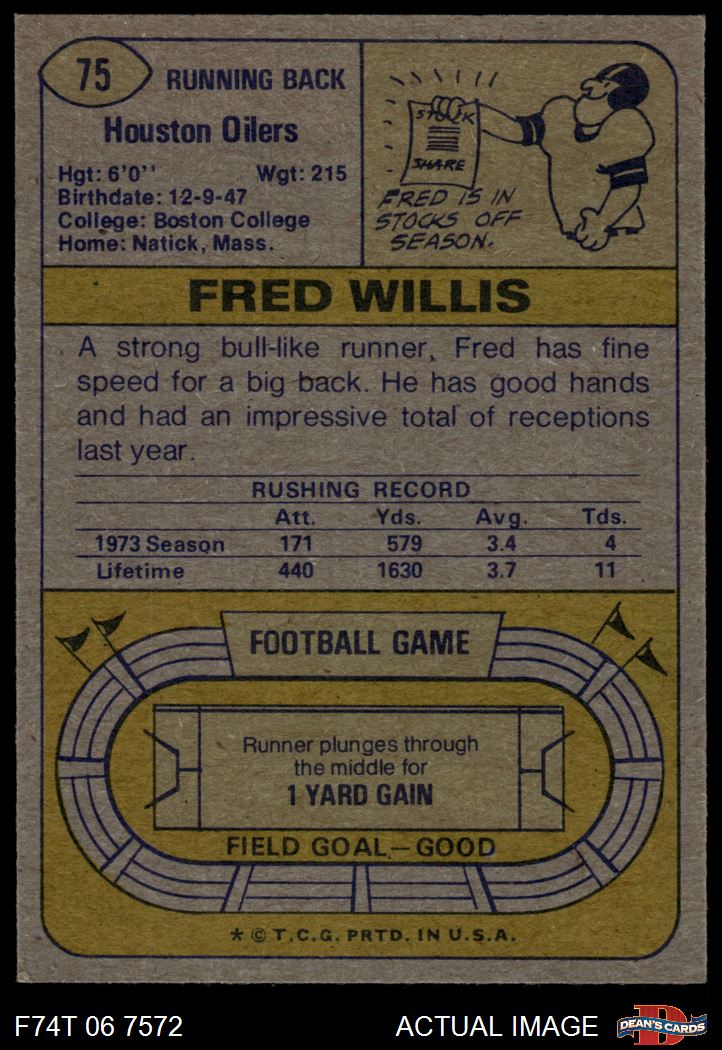 75
RUNNING BACK
Houston Oilers
Hgt: 6'0'' Wgt: 215
Birthdate: 12-9-47
College: Boston College
Home: Natick, Mass.
STOCK
SHARE
FRED IS IN
STOCKS OFF
SEASON.
FRED WILLIS
A strong bull-like runner, Fred has fine
speed for a big back. He has good hands
and had an impressive total of receptions
last year.
RUSHING RECORD
Att. Yds. Avg. Tds.
1973 Season 171 579 3.4 4
Lifetime 440 1630 3.7 11
FOOTBALL GAME
Runner plunges through
the middle for
1 YARD GAIN
FIELD GOAL—GOOD
* © T.C.G. PRTD. IN U.S.A.
F74T 06 7572 ACTUAL IMAGE
D
DEAN'S CARDS